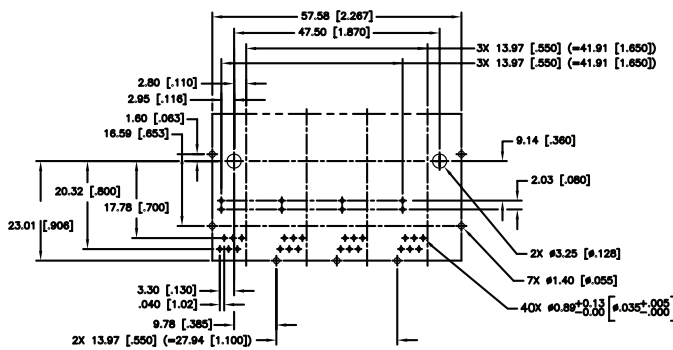 57.58 [2.267]
47.50 [1.870]
3X 13.97 [.550] (=41.91 [1.650])
3X 13.97 [.550] (=41.91 [1.650])
2.80 [.110]
2.95 [.116]
1.60 [.063]
16.59 [.653]
9.14 [.360]
20.32 [.800]
2.03 [.080]
17.78 [.700]
23.01 [.906]
2X ø3.25 [ø.128]
7X ø1.40 [ø.055]
3.30 [.130]
.040 [1.02]
40X ø0.89+0.13 -0.00 [ø.035+.005 -.000]
9.78 [.385]
2X 13.97 [.550] (=27.94 [1.100])